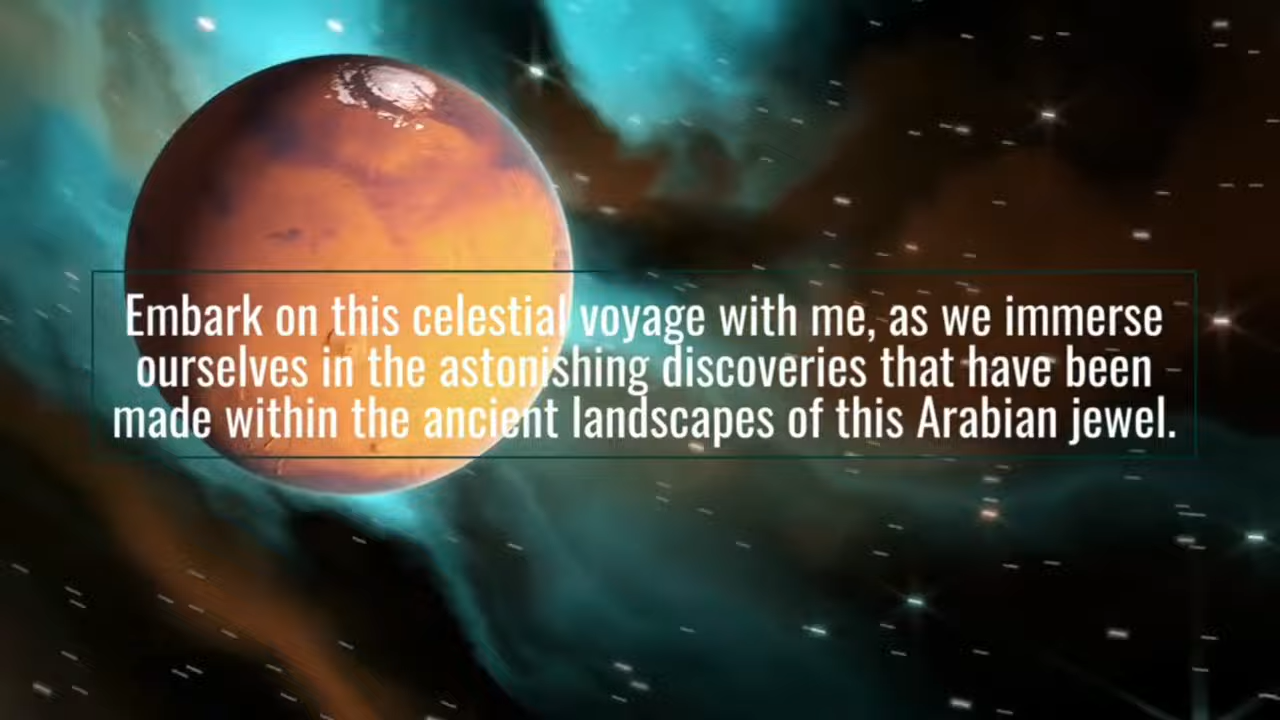 Embark on this celestial voyage with me, as we immerse
ourselves in the astonishing discoveries that have been
made within the ancient landscapes of this Arabian jewel.